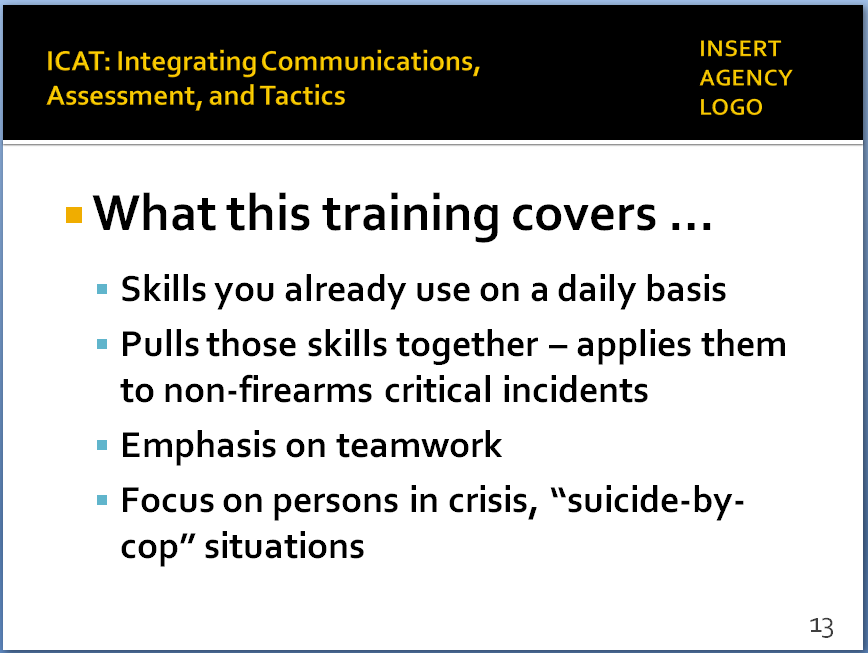 ICAT: Integrating Communications,
Assessment, and Tactics
INSERT
AGENCY
LOGO
What this training covers …
Skills you already use on a daily basis
Pulls those skills together – applies them
to non-firearms critical incidents
Emphasis on teamwork
Focus on persons in crisis, “suicide-by-
cop” situations
13